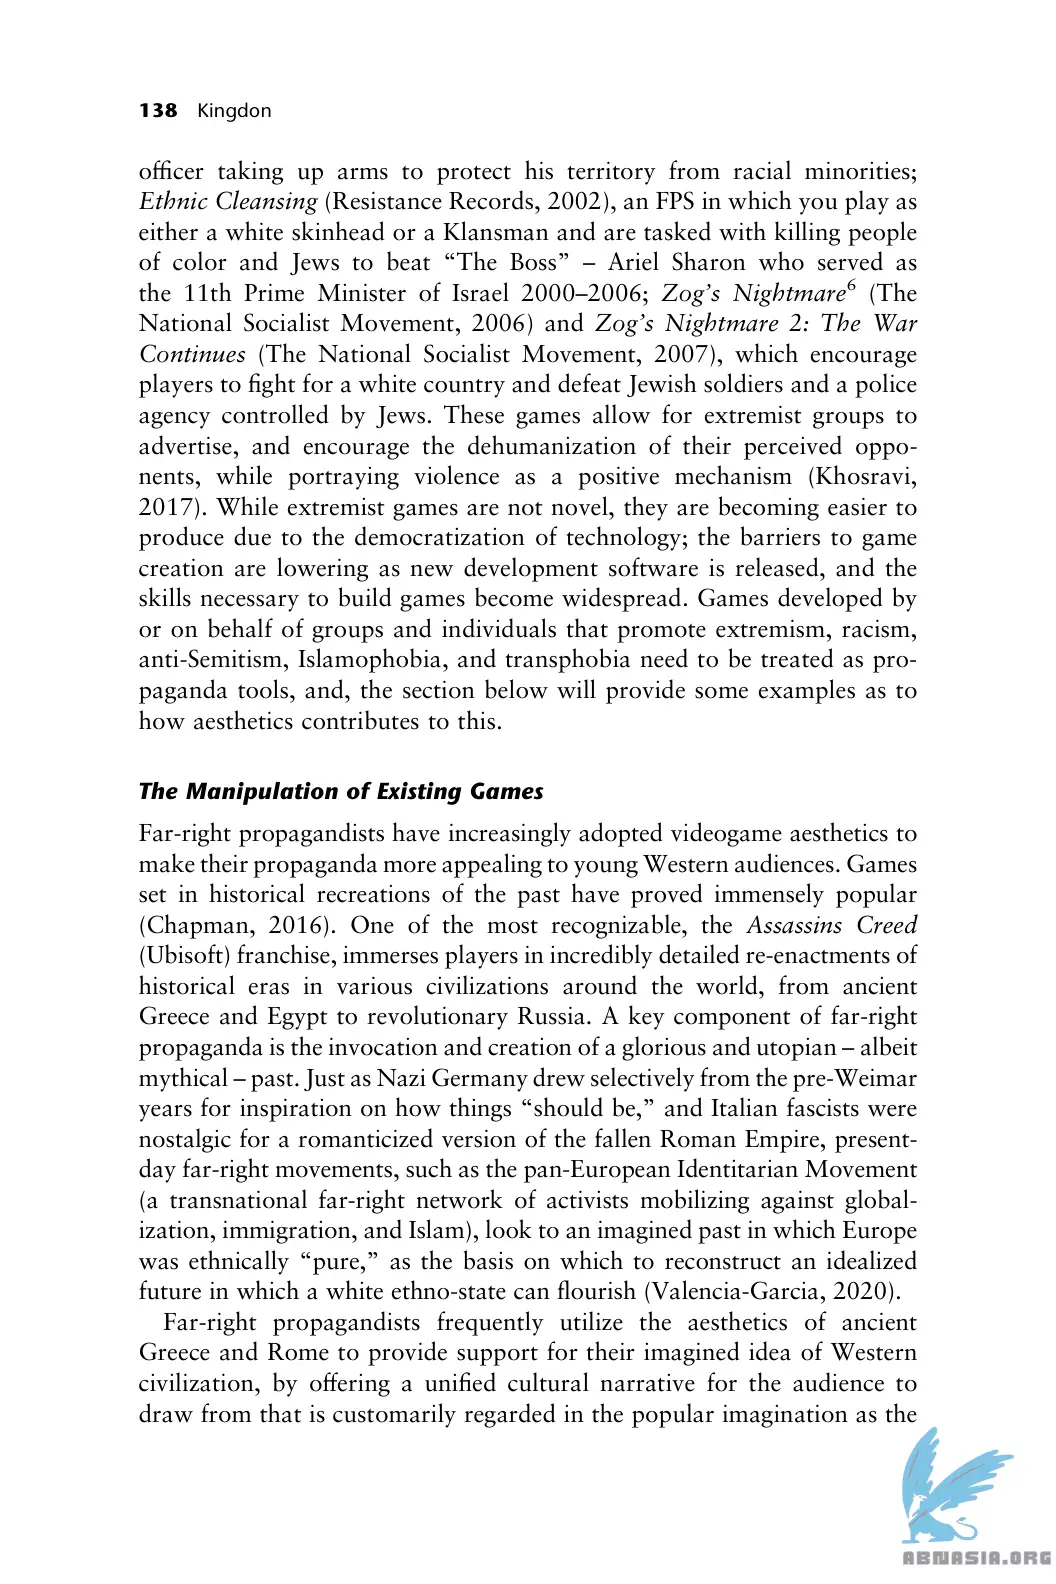 138 Kingdon
officer taking up arms to protect his territory from racial minorities;
Ethnic Cleansing (Resistance Records, 2002), an FPS in which you play as
either a white skinhead or a Klansman and are tasked with killing people
of color and Jews to beat “The Boss” – Ariel Sharon who served as
the 11th Prime Minister of Israel 2000–2006; Zog’s Nightmare6 (The
National Socialist Movement, 2006) and Zog’s Nightmare 2: The War
Continues (The National Socialist Movement, 2007), which encourage
players to fight for a white country and defeat Jewish soldiers and a police
agency controlled by Jews. These games allow for extremist groups to
advertise, and encourage the dehumanization of their perceived oppo-
nents, while portraying violence as a positive mechanism (Khosravi,
2017). While extremist games are not novel, they are becoming easier to
produce due to the democratization of technology; the barriers to game
creation are lowering as new development software is released, and the
skills necessary to build games become widespread. Games developed by
or on behalf of groups and individuals that promote extremism, racism,
anti-Semitism, Islamophobia, and transphobia need to be treated as pro-
paganda tools, and, the section below will provide some examples as to
how aesthetics contributes to this.
The Manipulation of Existing Games
Far-right propagandists have increasingly adopted videogame aesthetics to
make their propaganda more appealing to young Western audiences. Games
set in historical recreations of the past have proved immensely popular
(Chapman, 2016). One of the most recognizable, the Assassins Creed
(Ubisoft) franchise, immerses players in incredibly detailed re-enactments of
historical eras in various civilizations around the world, from ancient
Greece and Egypt to revolutionary Russia. A key component of far-right
propaganda is the invocation and creation of a glorious and utopian – albeit
mythical – past. Just as Nazi Germany drew selectively from the pre-Weimar
years for inspiration on how things “should be,” and Italian fascists were
nostalgic for a romanticized version of the fallen Roman Empire, present-
day far-right movements, such as the pan-European Identitarian Movement
(a transnational far-right network of activists mobilizing against global-
ization, immigration, and Islam), look to an imagined past in which Europe
was ethnically “pure,” as the basis on which to reconstruct an idealized
future in which a white ethno-state can flourish (Valencia-Garcia, 2020).
Far-right propagandists frequently utilize the aesthetics of ancient
Greece and Rome to provide support for their imagined idea of Western
civilization, by offering a unified cultural narrative for the audience to
draw from that is customarily regarded in the popular imagination as the
ABNASIA.ORG